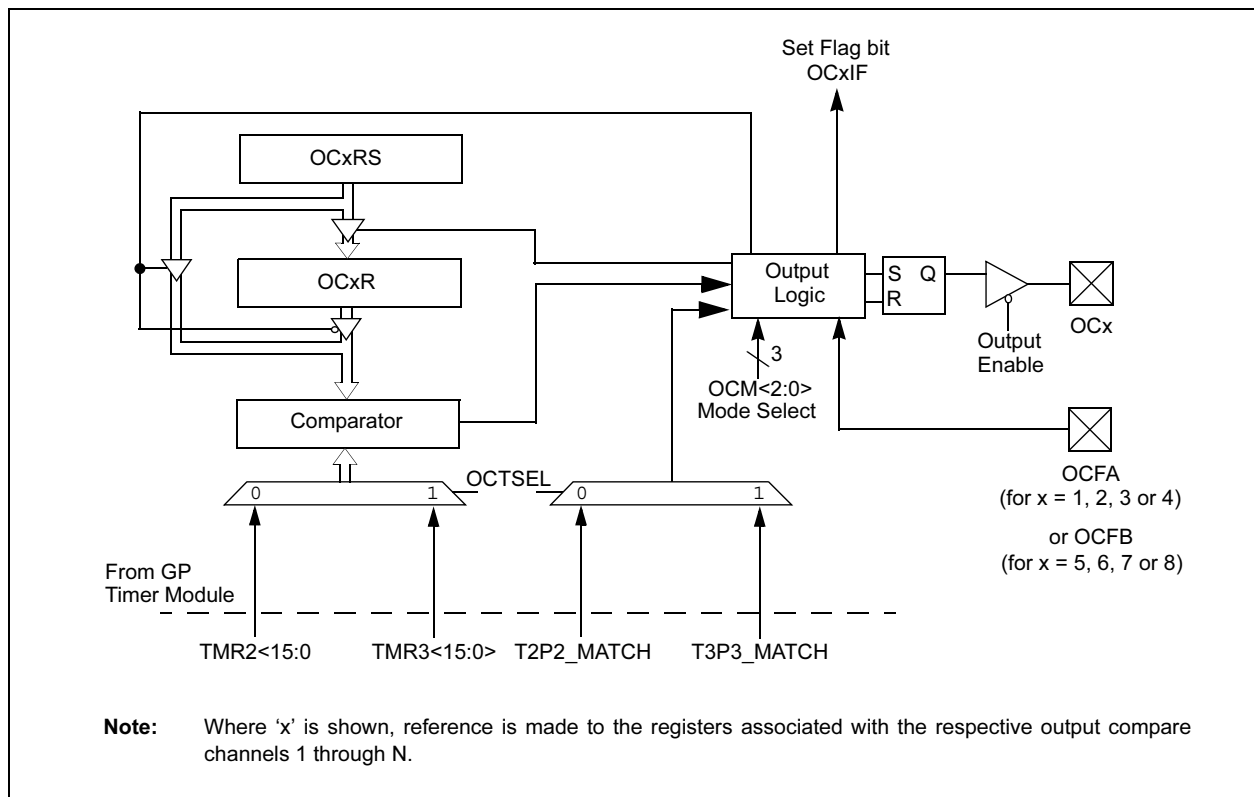 Set Flag bit
OCxIF
OCxRS
OCxR
Output
Logic
S Q
R
OCx
Output
Enable
3
OCM<2:0>
Mode Select
Comparator
OCTSEL
0 1
0 1
OCFA
(for x = 1, 2, 3 or 4)
or OCFB
(for x = 5, 6, 7 or 8)
From GP
Timer Module
TMR2<15:0 TMR3<15:0> T2P2_MATCH T3P3_MATCH
Note: Where ‘x’ is shown, reference is made to the registers associated with the respective output compare
channels 1 through N.